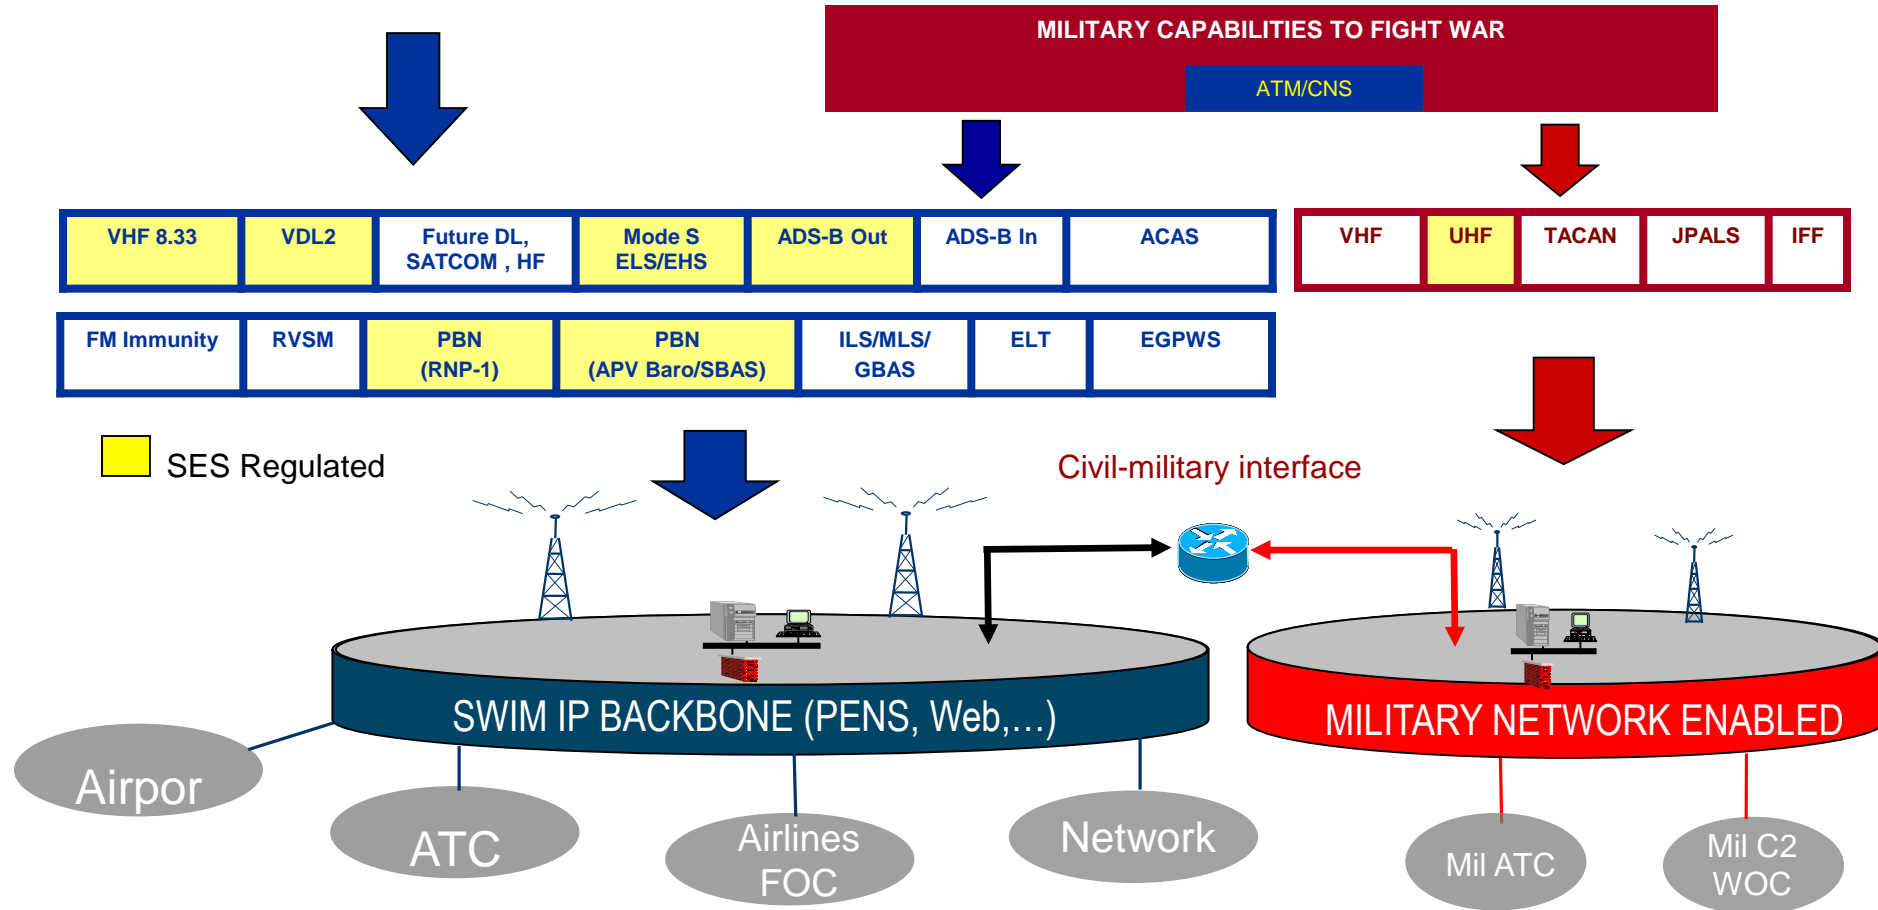 MILITARY CAPABILITIES TO FIGHT WAR
ATM/CNS
VHF 8.33
VDL2
Future DL,
SATCOM , HF
Mode S
ELS/EHS
ADS-B Out
ADS-B In
ACAS
VHF
UHF
TACAN
JPALS
IFF
FM Immunity
RVSM
PBN
(RNP-1)
PBN
(APV Baro/SBAS)
ILS/MLS/
GBAS
ELT
EGPWS
SES Regulated
Civil-military interface
SWIM IP BACKBONE (PENS, Web,...)
MILITARY NETWORK ENABLED
Airpor
ATC
Airlines
FOC
Network
Mil ATC
Mil C2
WOC